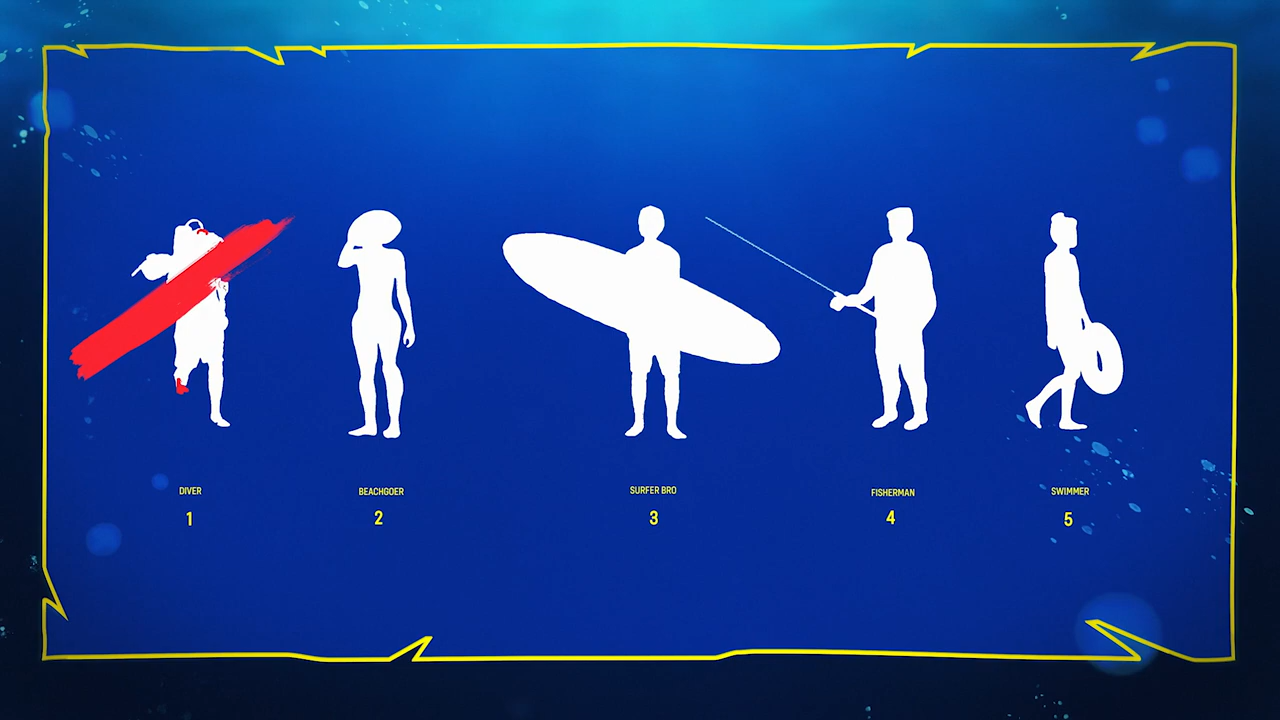 DIVER
1
BEACHGOER
2
SURFER BRO
3
FISHERMAN
4
SWIMMER
5